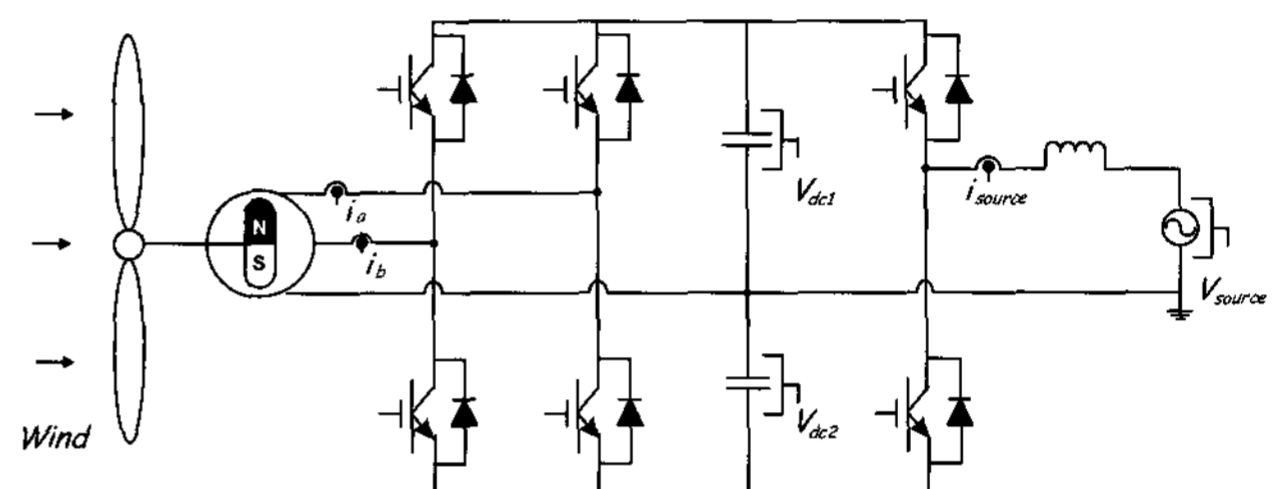 N
S
i_a
i_b
V_dc1
V_dc2
i_source
V_source
Wind